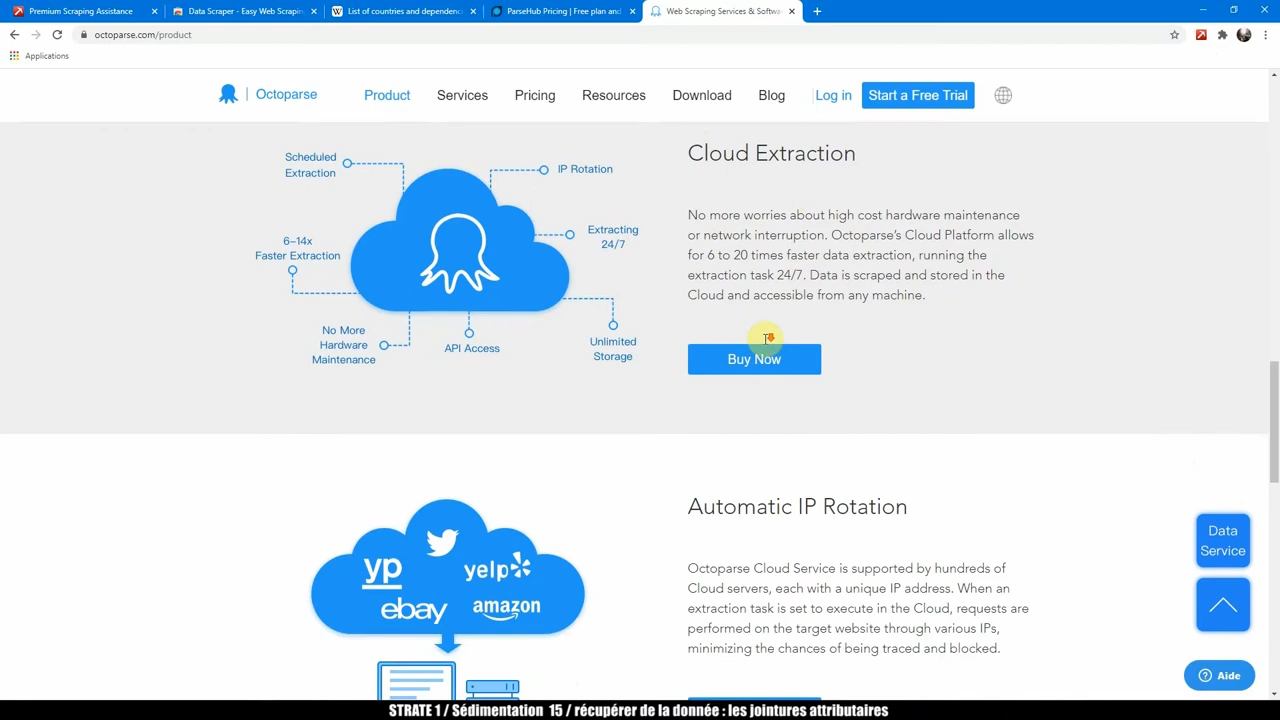 Premium Scraping Assistance
Data Scraper - Easy Web Scrapin
List of countries and dependenc
ParseHub Pricing | Free plan and
Web Scraping Services & Softwa
octoparse.com/product
Applications
Octoparse
Product
Services
Pricing
Resources
Download
Blog
Log in
Start a Free Trial
Scheduled
Extraction
IP Rotation
6-14x
Faster Extraction
Extracting
24/7
No More
Hardware
Maintenance
API Access
Unlimited
Storage
Cloud Extraction
No more worries about high cost hardware maintenance
or network interruption. Octoparse's Cloud Platform allows
for 6 to 20 times faster data extraction, running the
extraction task 24/7. Data is scraped and stored in the
Cloud and accessible from any machine.
Buy Now
yp
yelp
ebay
amazon
Automatic IP Rotation
Octoparse Cloud Service is supported by hundreds of
Cloud servers, each with a unique IP address. When an
extraction task is set to execute in the Cloud, requests are
performed on the target website through various IPs,
minimizing the chances of being traced and blocked.
Data
Service
Aide
STRATE 1 / Sédimentation 15 / récupérer de la donnée : les jointures attributaires